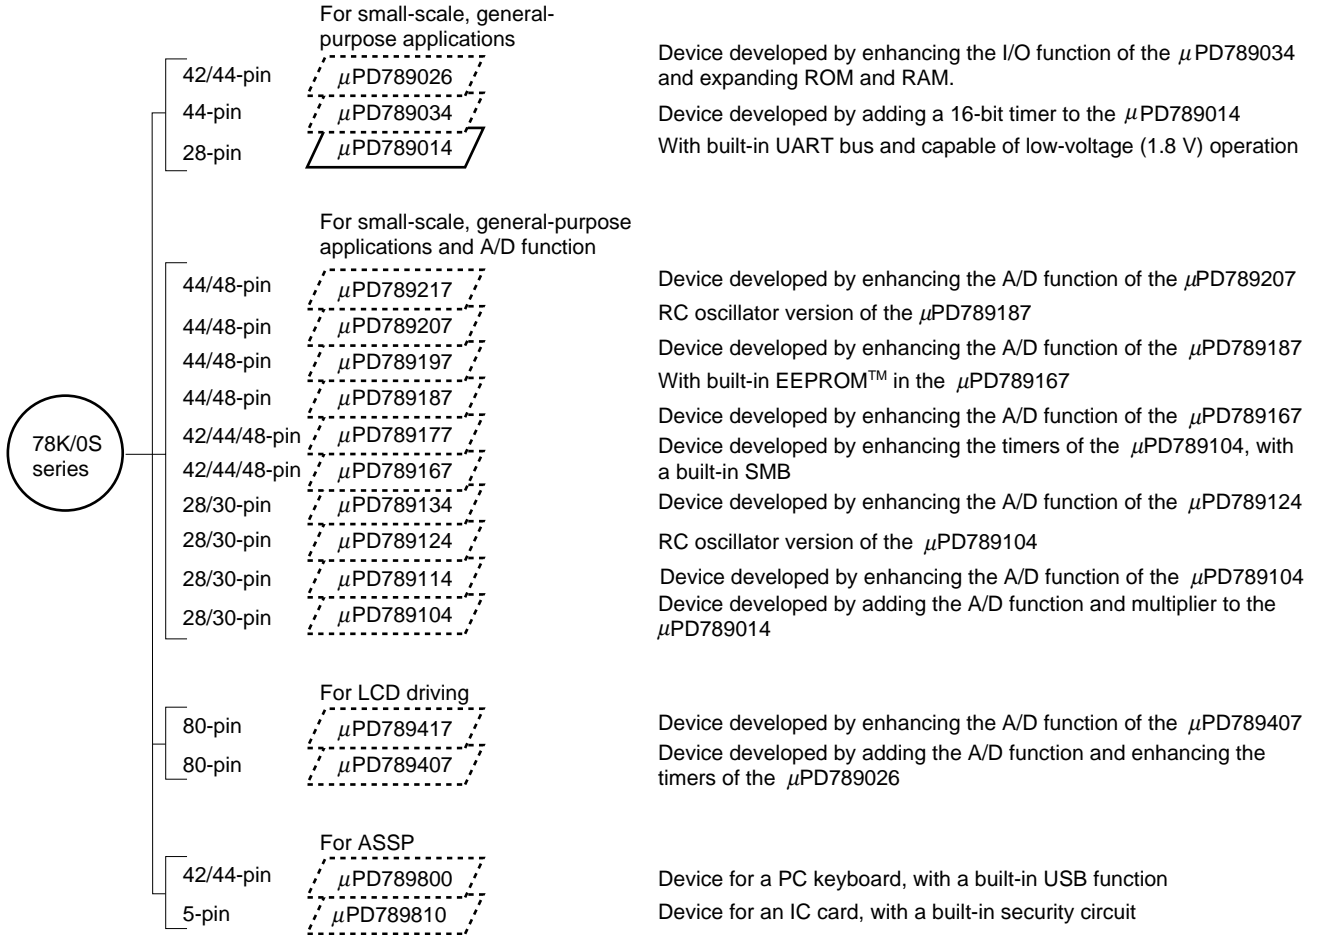 For small-scale, general-
purpose applications
42/44-pin μPD789026 Device developed by enhancing the I/O function of the μPD789034
and expanding ROM and RAM.
44-pin μPD789034 Device developed by adding a 16-bit timer to the μPD789014
28-pin μPD789014 With built-in UART bus and capable of low-voltage (1.8 V) operation
For small-scale, general-purpose
applications and A/D function
44/48-pin μPD789217 Device developed by enhancing the A/D function of the μPD789207
44/48-pin μPD789207 RC oscillator version of the μPD789187
44/48-pin μPD789197 Device developed by enhancing the A/D function of the μPD789187
44/48-pin μPD789187 With built-in EEPROM™ in the μPD789167
42/44/48-pin μPD789177 Device developed by enhancing the A/D function of the μPD789167
42/44/48-pin μPD789167 Device developed by enhancing the timers of the μPD789104, with
a built-in SMB
28/30-pin μPD789134 Device developed by enhancing the A/D function of the μPD789124
28/30-pin μPD789124 RC oscillator version of the μPD789104
28/30-pin μPD789114 Device developed by enhancing the A/D function of the μPD789104
28/30-pin μPD789104 Device developed by adding the A/D function and multiplier to the
μPD789014
78K/0S
series
For LCD driving
80-pin μPD789417 Device developed by enhancing the A/D function of the μPD789407
80-pin μPD789407 Device developed by adding the A/D function and enhancing the
timers of the μPD789026
For ASSP
42/44-pin μPD789800 Device for a PC keyboard, with a built-in USB function
5-pin μPD789810 Device for an IC card, with a built-in security circuit